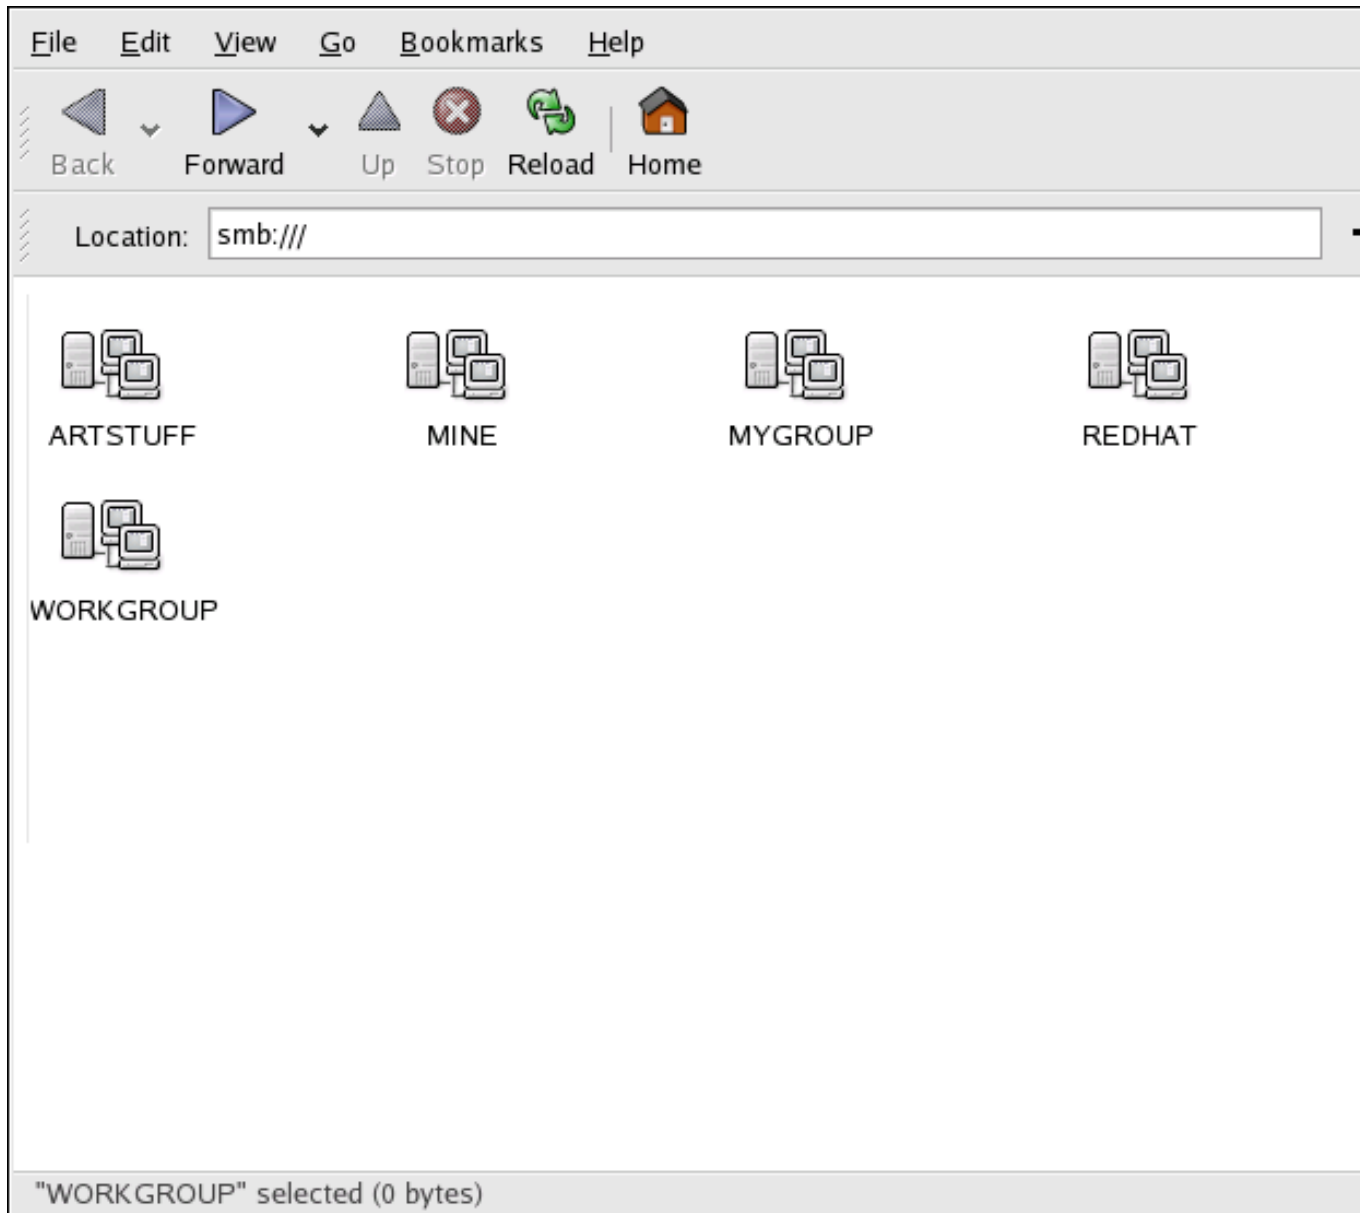 File Edit View Go Bookmarks Help
Back Forward Up Stop Reload Home
Location: smb:///
ARTSTUFF MINE MYGROUP REDHAT
WORKGROUP
"WORKGROUP" selected (0 bytes)